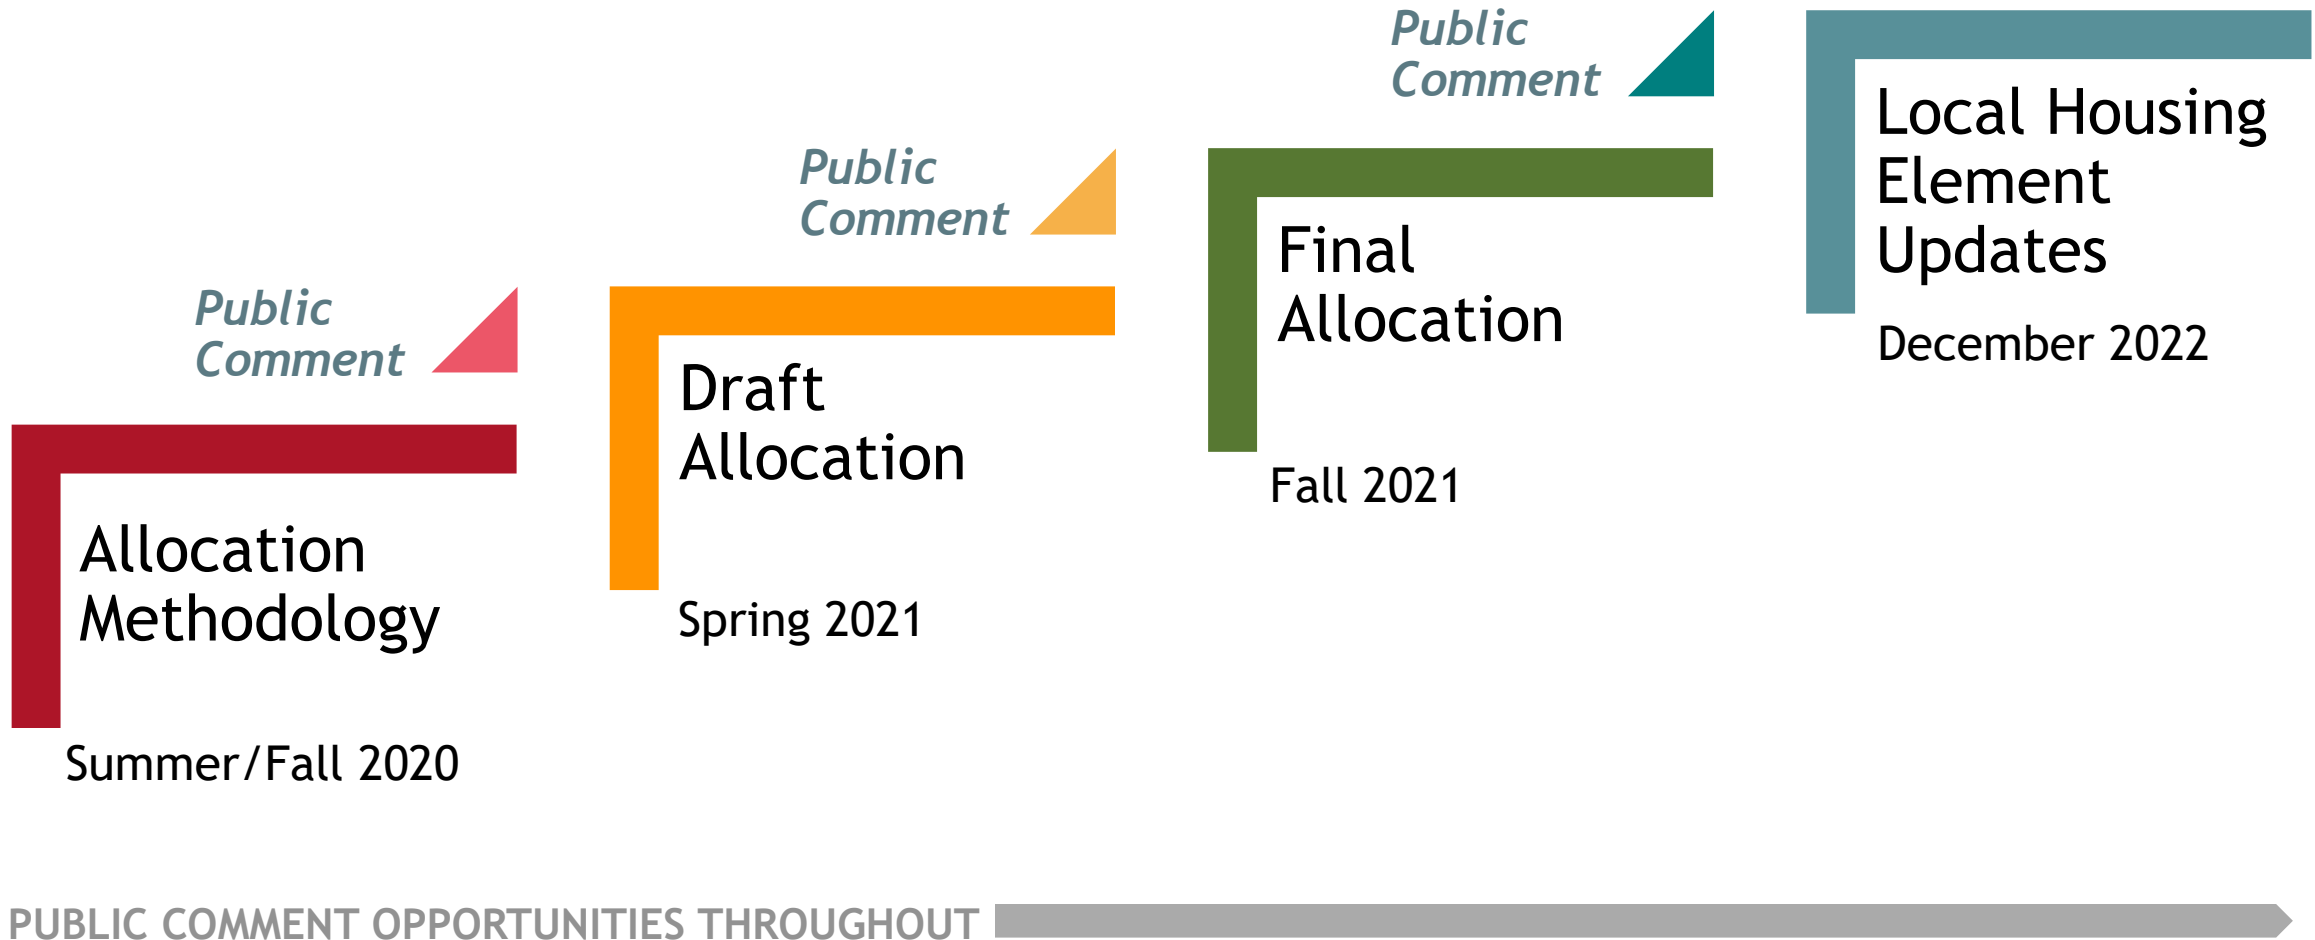 Public
Comment
Allocation
Methodology
Summer/Fall 2020
Public
Comment
Draft
Allocation
Spring 2021
Public
Comment
Final
Allocation
Fall 2021
Local Housing
Element
Updates
December 2022
PUBLIC COMMENT OPPORTUNITIES THROUGHOUT